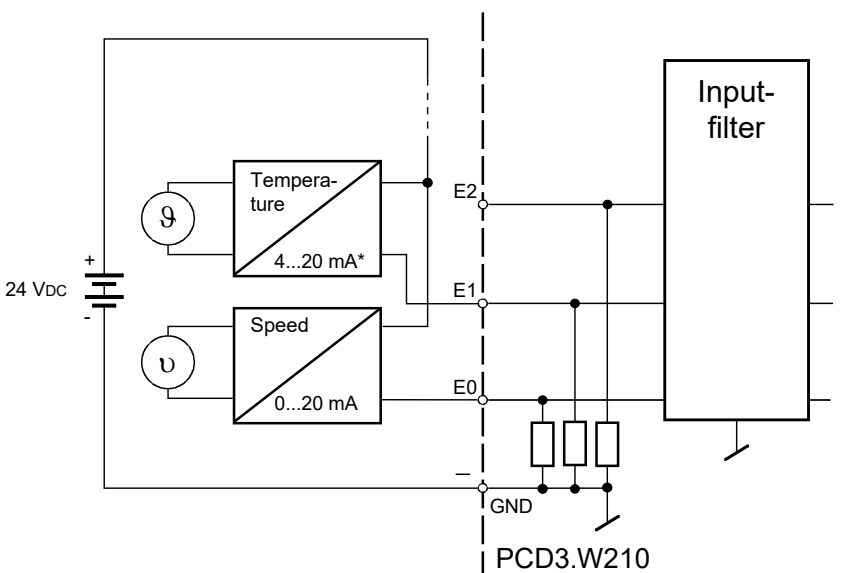 Input-
filter
Tempera-
ture
4...20 mA*
ϑ
E2
E1
+
24 VDC
-
Speed
0...20 mA
υ
E0
–
GND
PCD3.W210